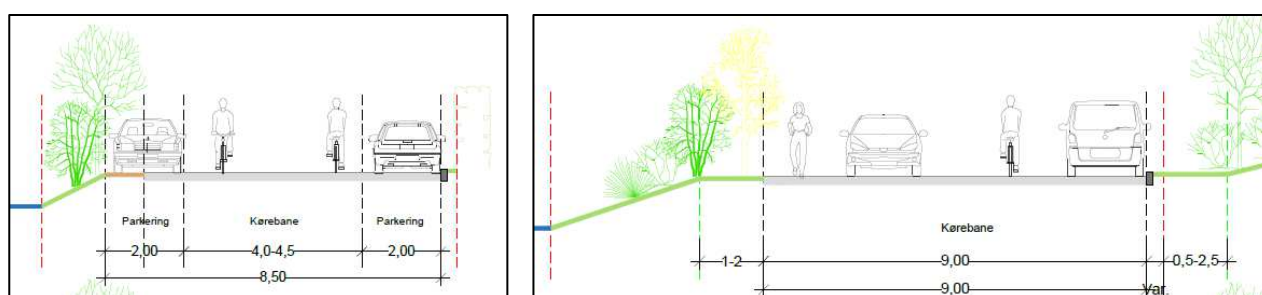 Parkering Kørebane Parkering
2,00 4,0-4,5 2,00
8,50
Kørebane
1-2 9,00 0,5-2,5
9,00 Var.